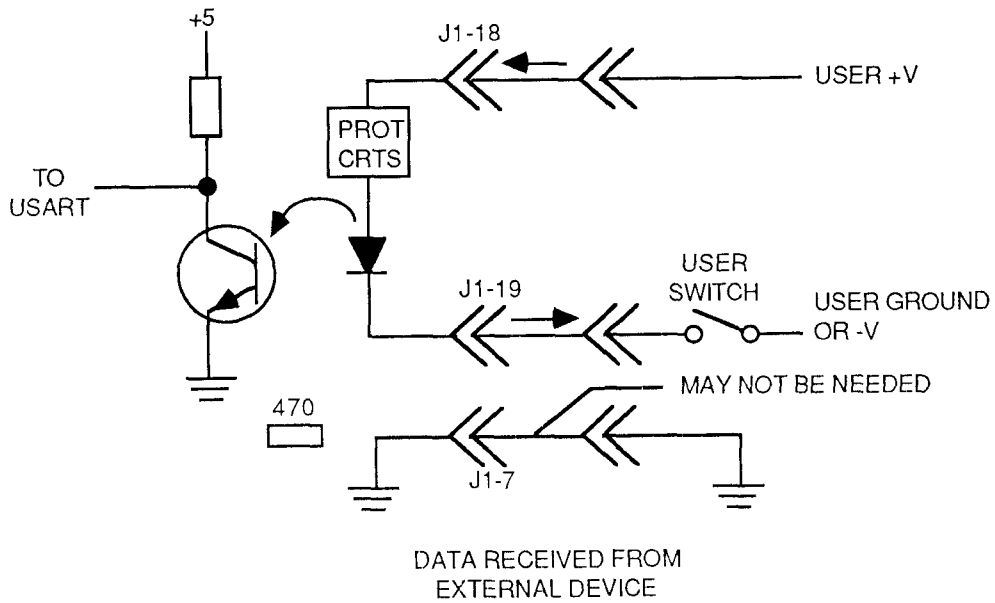 +5
J1-18
USER +V
PROT
CRTS
TO
USART
J1-19
USER
SWITCH
USER GROUND
OR -V
MAY NOT BE NEEDED
470
J1-7
DATA RECEIVED FROM
EXTERNAL DEVICE